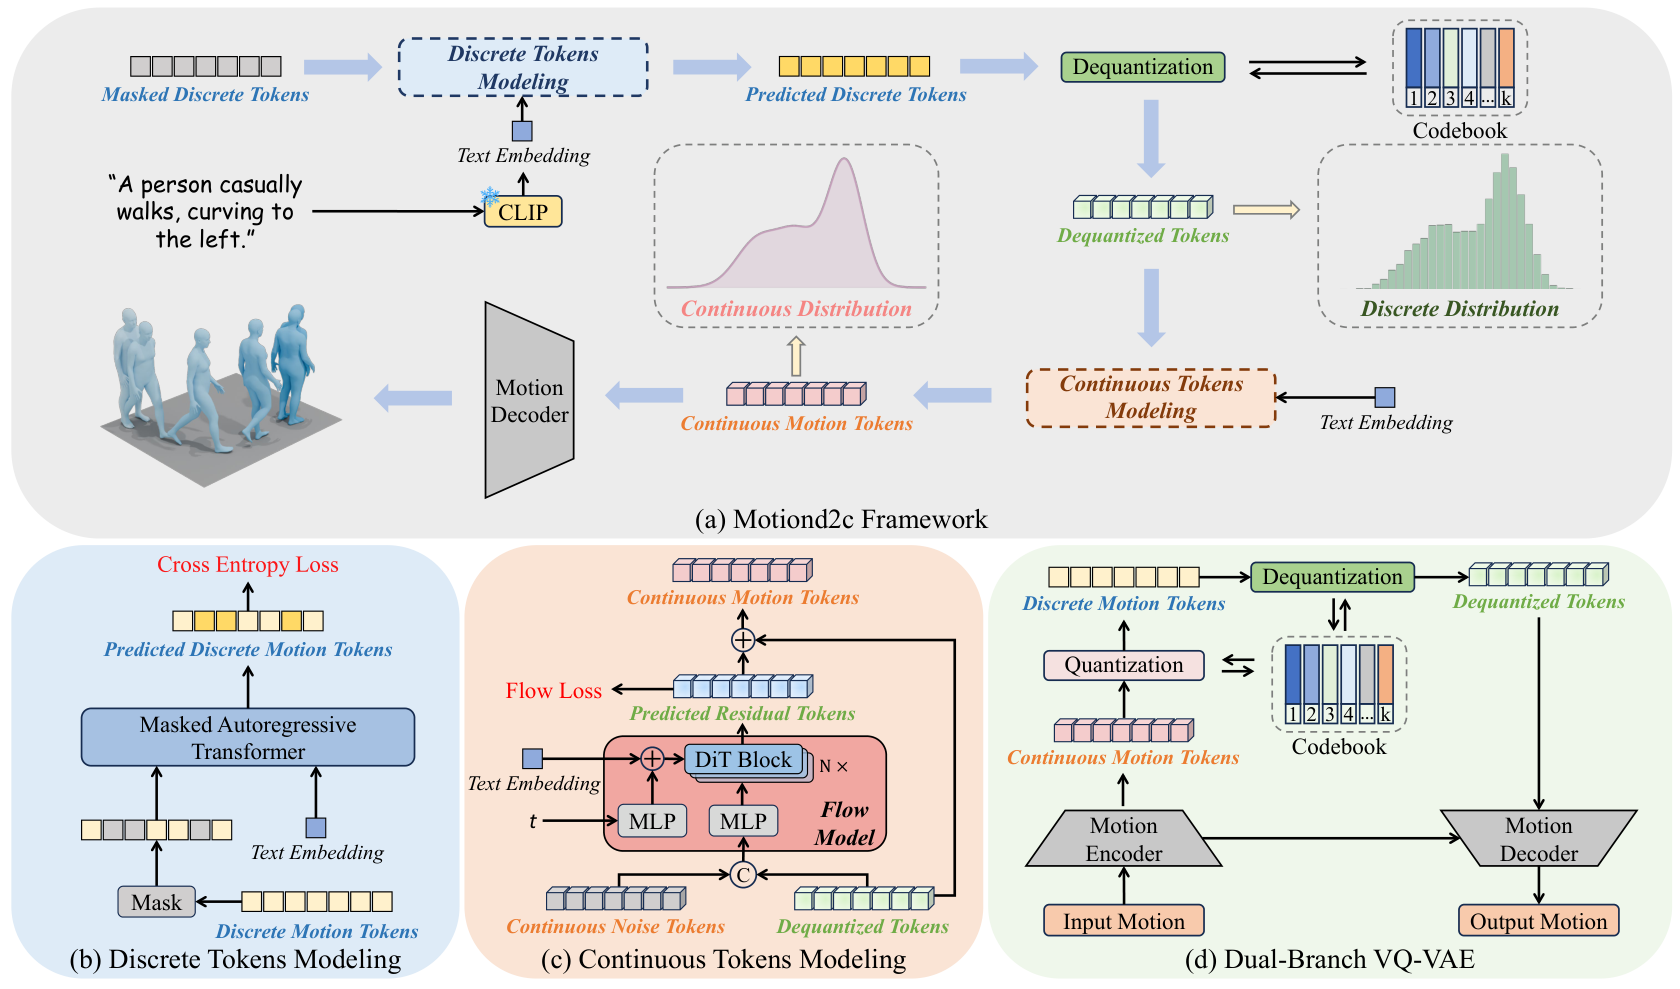 Masked Discrete Tokens
Discrete Tokens
Modeling
Predicted Discrete Tokens
Dequantization
1 2 3 4 ... k
Codebook
Text Embedding
CLIP
“A person casually
walks, curving to
the left.”
Continuous Distribution
Dequantized Tokens
Discrete Distribution
Motion
Decoder
Continuous Motion Tokens
Continuous Tokens
Modeling
Text Embedding
(a) Motiond2c Framework
Cross Entropy Loss
Predicted Discrete Motion Tokens
Masked Autoregressive
Transformer
Text Embedding
Mask
Discrete Motion Tokens
(b) Discrete Tokens Modeling
Continuous Motion Tokens
Flow Loss
Predicted Residual Tokens
Text Embedding
DiT Block
N ×
t
MLP
MLP
Flow
Model
C
Continuous Noise Tokens
Dequantized Tokens
(c) Continuous Tokens Modeling
Discrete Motion Tokens
Dequantization
Dequantized Tokens
Quantization
1 2 3 4 ... k
Codebook
Continuous Motion Tokens
Motion
Encoder
Motion
Decoder
Input Motion
Output Motion
(d) Dual-Branch VQ-VAE